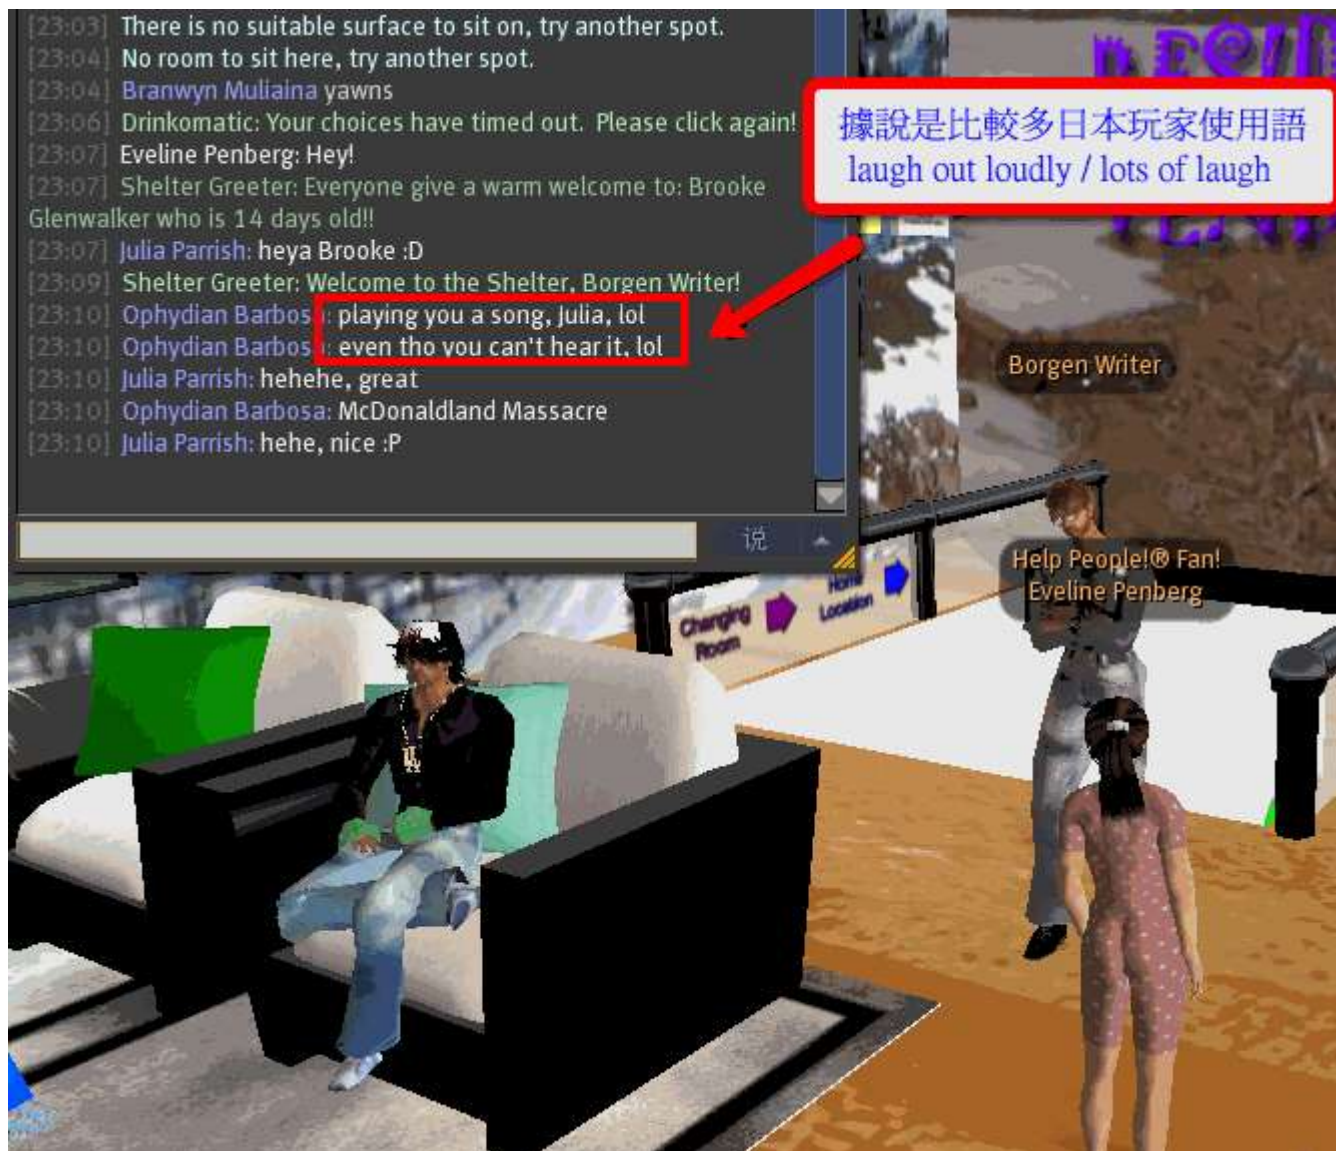 [23:03] There is no suitable surface to sit on, try another spot.
[23:04] No room to sit here, try another spot.
[23:04] Branwyn Muliaina yawns
[23:06] Drinkomatic: Your choices have timed out. Please click again!
[23:07] Eveline Penberg: Hey!
[23:07] Shelter Greeter: Everyone give a warm welcome to: Brooke
Glenwalker who is 14 days old!!
[23:07] Julia Parrish: heya Brooke :D
[23:09] Shelter Greeter: Welcome to the Shelter, Borgen Writer!
[23:10] Ophydian Barbosa: playing you a song, Julia, lol
[23:10] Ophydian Barbosa: even tho you can't hear it, lol
[23:10] Julia Parrish: hehehe, great
[23:10] Ophydian Barbosa: McDonaldland Massacre
[23:10] Julia Parrish: hehe, nice :P
说
據說是比較多日本玩家使用語
laugh out loudly / lots of laugh
Borgen Writer
Help People!® Fan!
Eveline Penberg
Changing
Room
Home
Location